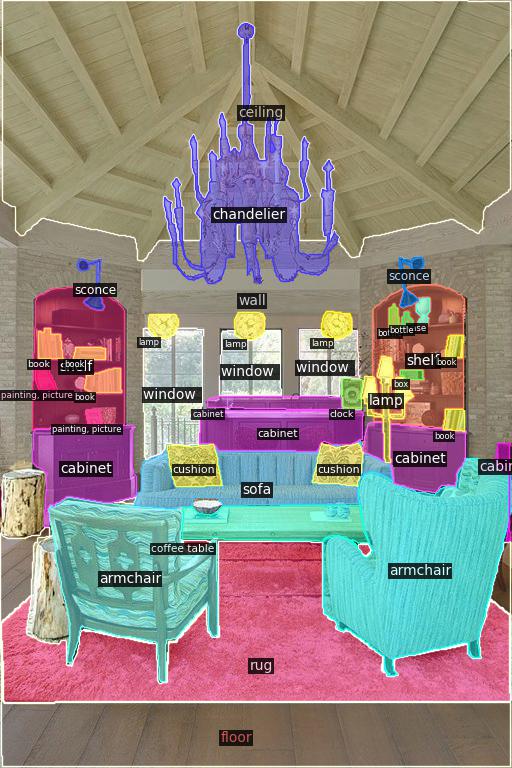 ceiling
chandelier
sconce
sconce
wall
lamp
lamp
lamp
bottle
book
book
shelf
book
window
window
window
painting, picture
book
box
lamp
cabinet
clock
painting, picture
cabinet
book
cabinet
cushion
cushion
cabinet
cabin
sofa
coffee table
armchair
armchair
rug
floor